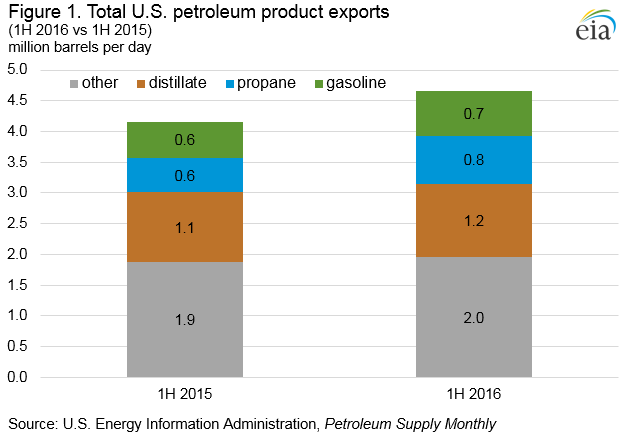 Figure 1. Total U.S. petroleum product exports
(1H 2016 vs 1H 2015)
million barrels per day
eia
5.0
other distillate propane gasoline
4.5
4.0
3.5
3.0
2.5
2.0
1.5
1.0
0.5
0.0
0.6
0.6
1.1
1.9
0.7
0.8
1.2
2.0
1H 2015
1H 2016
Source: U.S. Energy Information Administration, Petroleum Supply Monthly